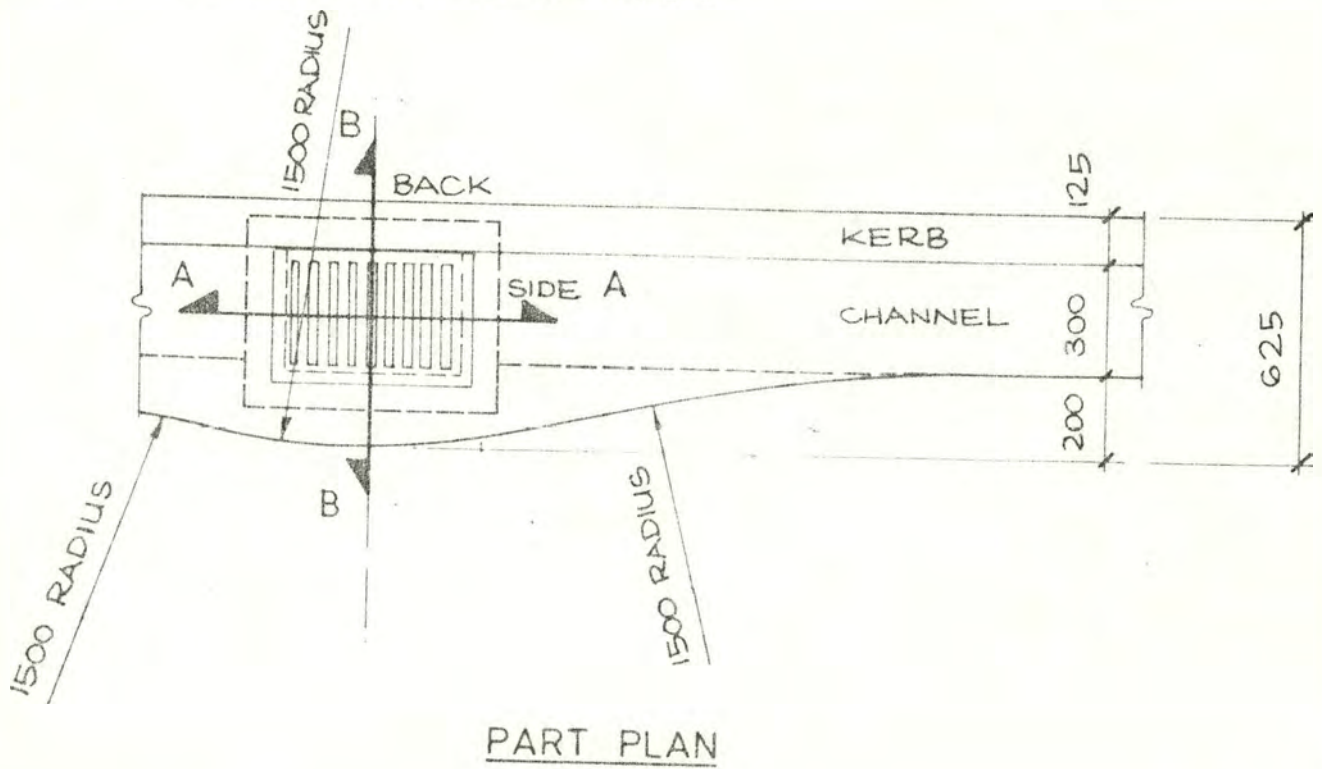 1500 RADIUS
B
BACK
125
KERB
A
SIDE A
CHANNEL
300
625
200
B
1500 RADIUS
1500 RADIUS
PART PLAN